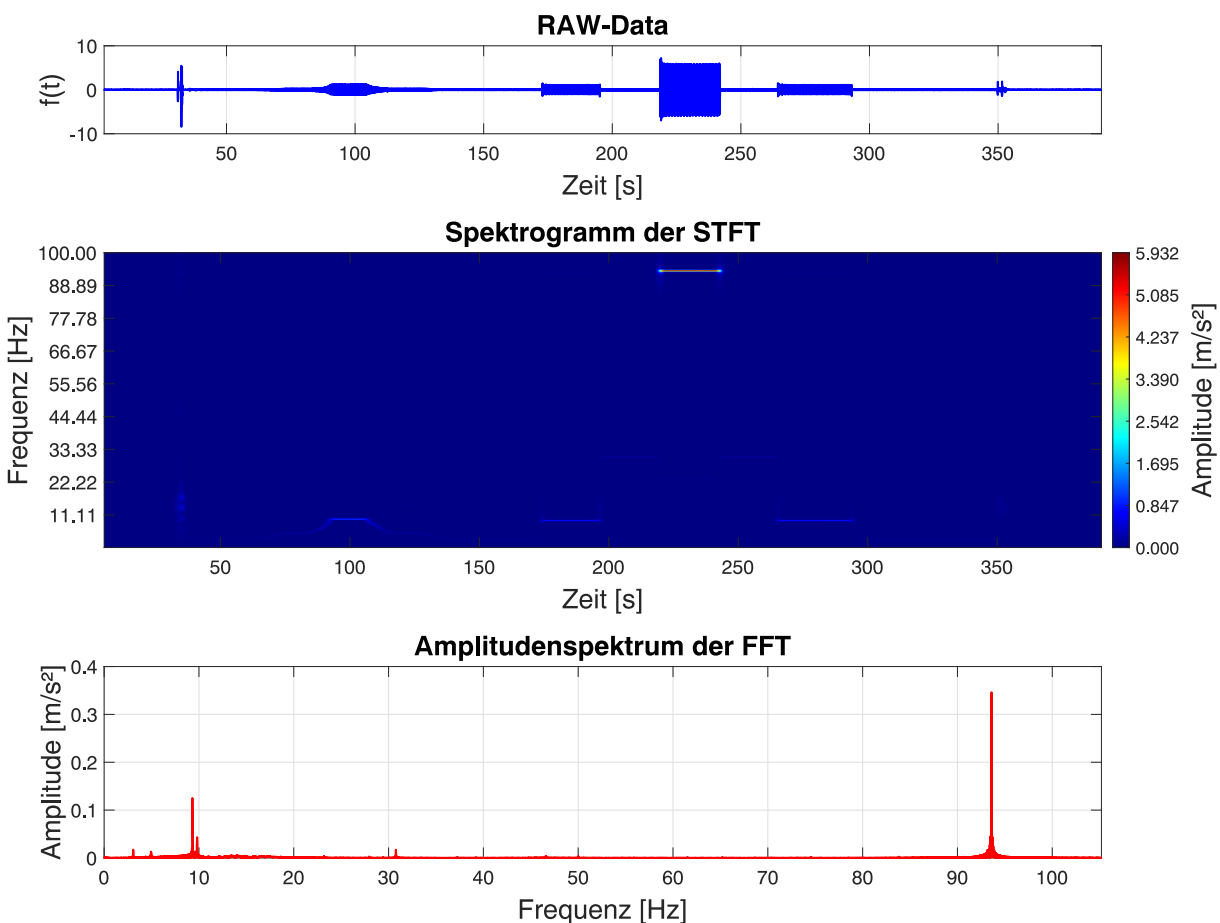 RAW-Data
f(t)
10
0
-10
50 100 150 200 250 300 350
Zeit [s]
Spektrogramm der STFT
Frequenz [Hz]
100.00
88.89
77.78
66.67
55.56
44.44
33.33
22.22
11.11
50 100 150 200 250 300 350
Zeit [s]
5.932
5.085
4.237
3.390
2.542
1.695
0.847
0.000
Amplitude [m/s²]
Amplitudenspektrum der FFT
Amplitude [m/s²]
0.4
0.3
0.2
0.1
0
0 10 20 30 40 50 60 70 80 90 100
Frequenz [Hz]